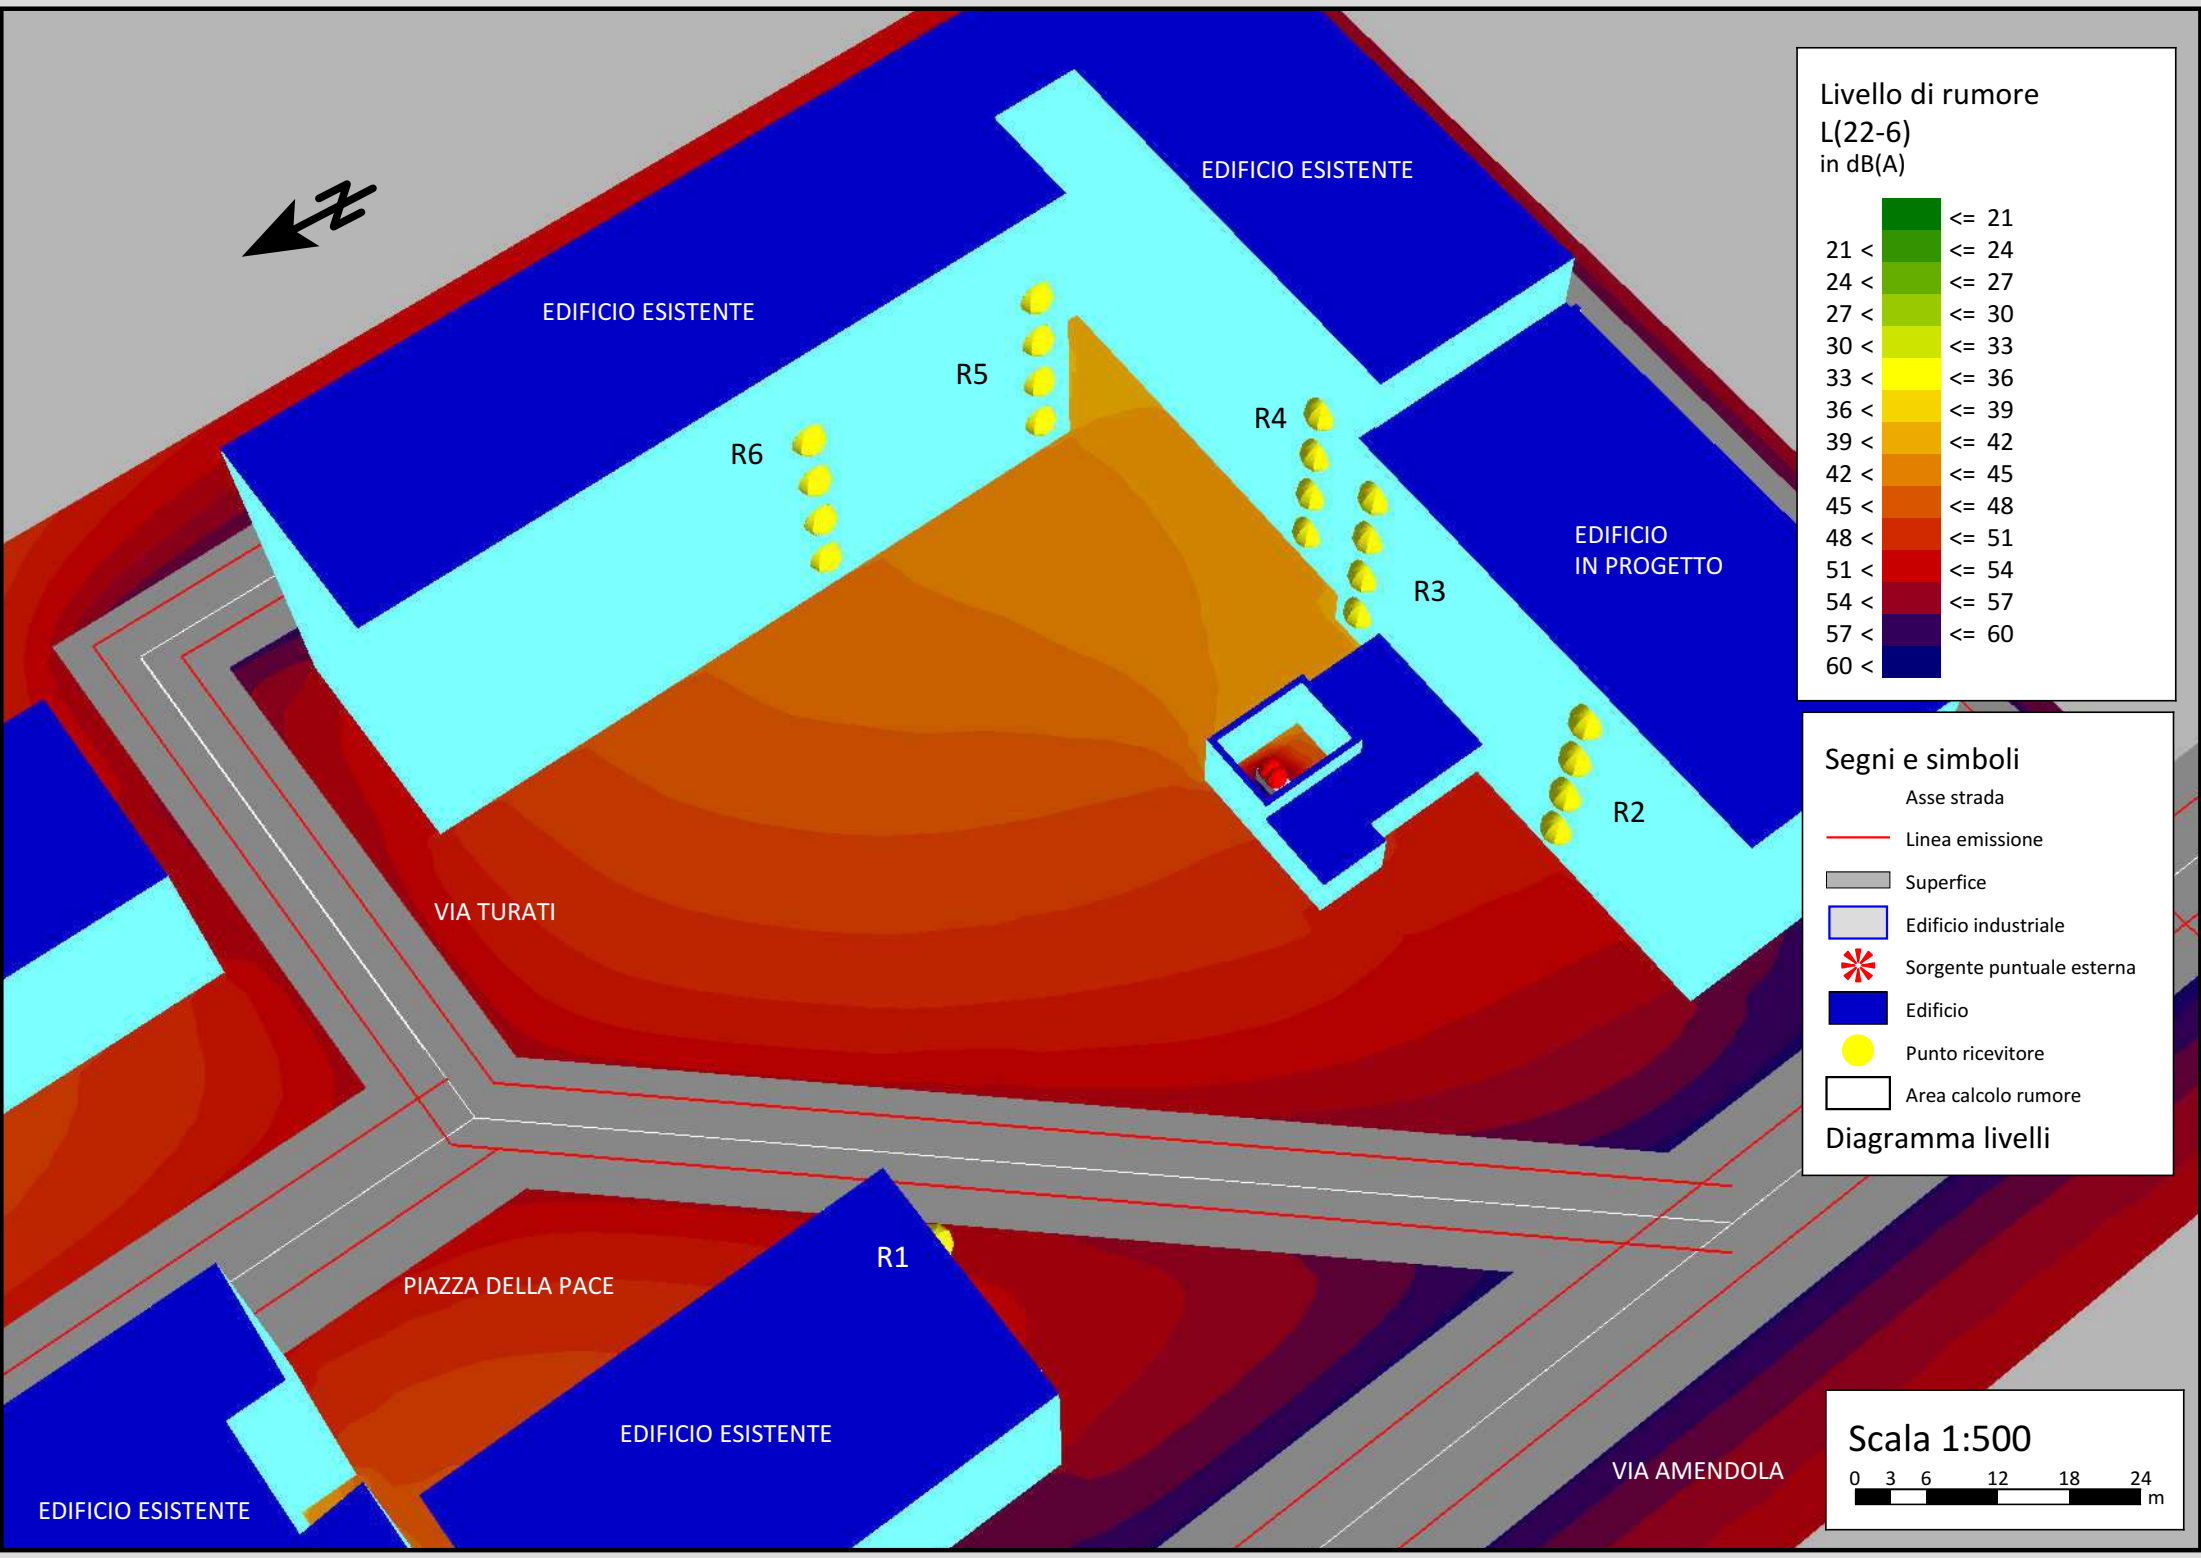 EDIFICIO ESISTENTE
EDIFICIO ESISTENTE
R5
R4
R6
EDIFICIO
IN PROGETTO
R3
R2
VIA TURATI
R1
PIAZZA DELLA PACE
EDIFICIO ESISTENTE
VIA AMENDOLA
EDIFICIO ESISTENTE
Livello di rumore
L(22-6)
in dB(A)
<= 21
21 < <= 24
24 < <= 27
27 < <= 30
30 < <= 33
33 < <= 36
36 < <= 39
39 < <= 42
42 < <= 45
45 < <= 48
48 < <= 51
51 < <= 54
54 < <= 57
57 < <= 60
60 <
Segni e simboli
Asse strada
Linea emissione
Superfice
Edificio industriale
Sorgente puntuale esterna
Edificio
Punto ricevitore
Area calcolo rumore
Diagramma livelli
Scala 1:500
0 3 6 12 18 24
m